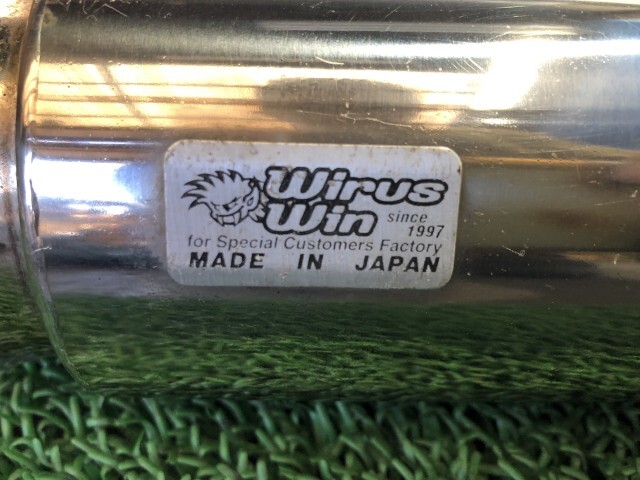 Wirus
Win since
1997
for Special Customers Factory
MADE IN JAPAN